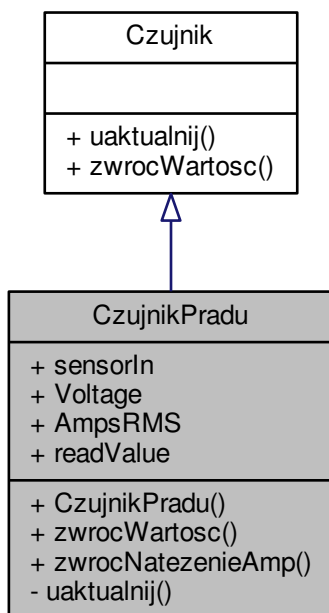 Czujnik
+ uaktualnij()
+ zwrocWartosc()
CzujnikPradu
+ sensorIn
+ Voltage
+ AmpsRMS
+ readValue
+ CzujnikPradu()
+ zwrocWartosc()
+ zwrocNatezenieAmp()
- uaktualnij()